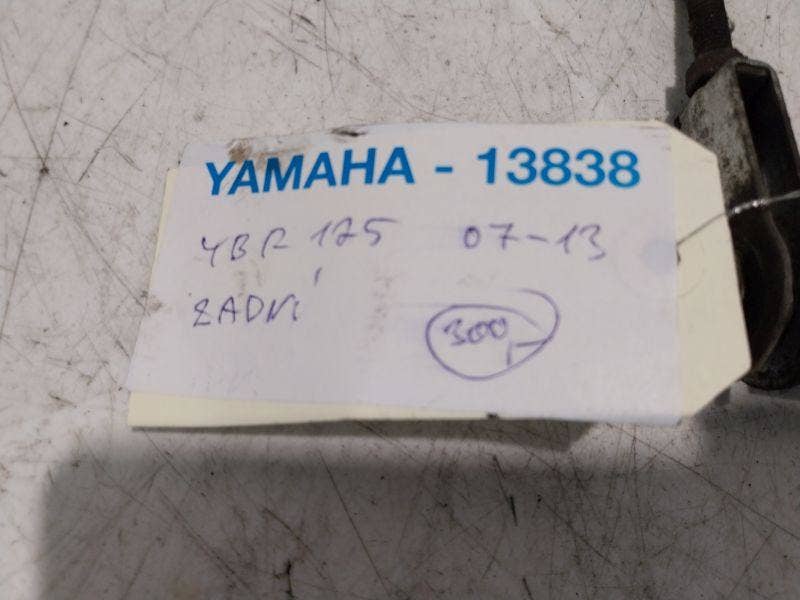 YAMAHA - 13838
YBR 125 07-13
ZADNÍ
300,-